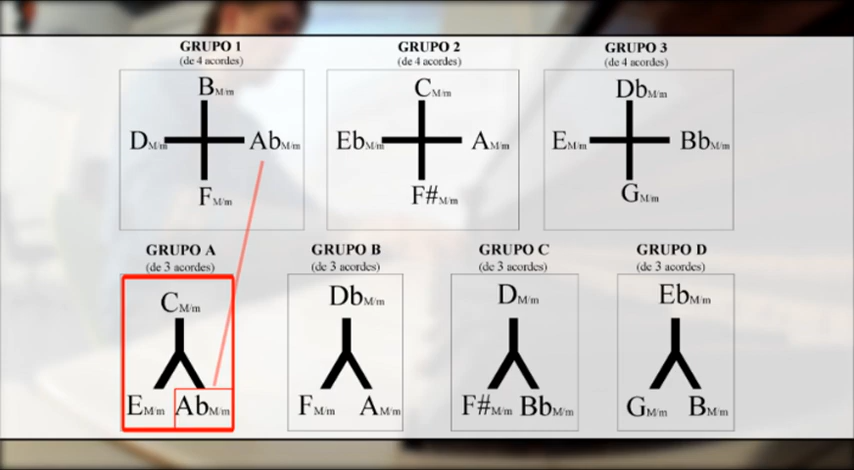 GRUPO 1
(de 4 acordes)
BM/m
DM/m AbM/m
FM/m
GRUPO 2
(de 4 acordes)
CM/m
EbM/m AM/m
F#M/m
GRUPO 3
(de 4 acordes)
DbM/m
EM/m BbM/m
GM/m
GRUPO A
(de 3 acordes)
CM/m
EM/m AbM/m
GRUPO B
(de 3 acordes)
DbM/m
FM/m AM/m
GRUPO C
(de 3 acordes)
DM/m
F#M/m BbM/m
GRUPO D
(de 3 acordes)
EbM/m
GM/m BM/m